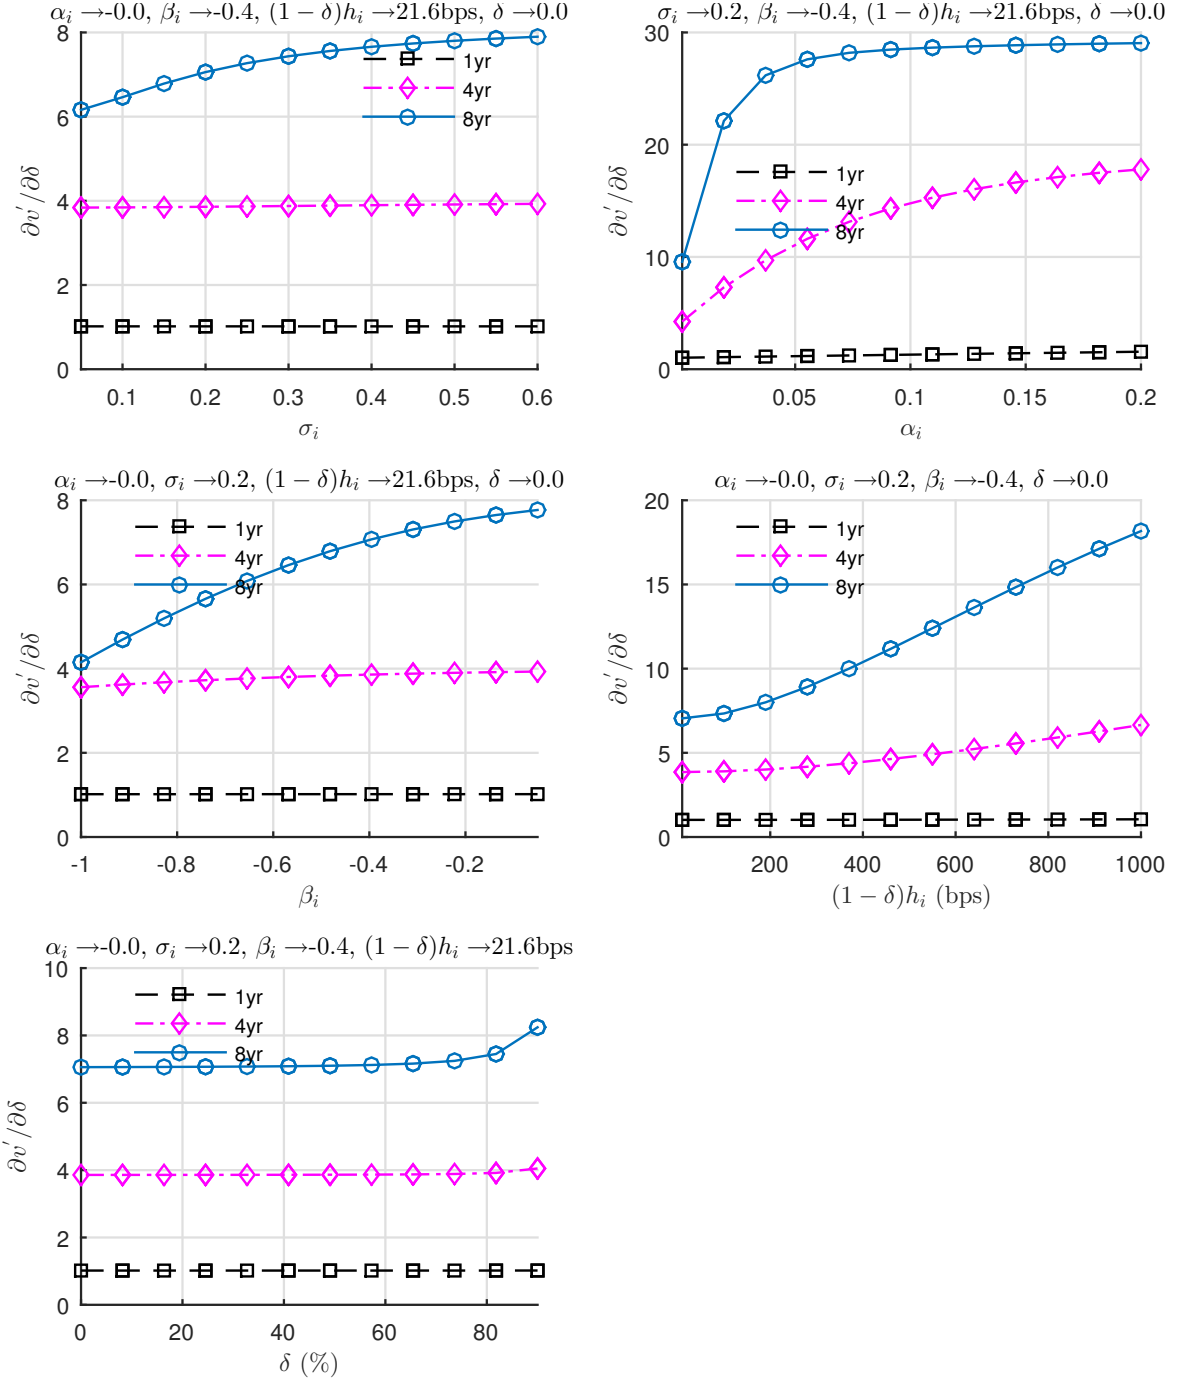 αᵢ →-0.0, βᵢ →-0.4, (1 − δ)hᵢ →21.6bps, δ →0.0
8
6
4
2
0
∂v′/∂δ
1yr
4yr
8yr
0.1 0.2 0.3 0.4 0.5 0.6
σᵢ
σᵢ →0.2, βᵢ →-0.4, (1 − δ)hᵢ →21.6bps, δ →0.0
30
20
10
0
∂v′/∂δ
1yr
4yr
8yr
0.05 0.1 0.15 0.2
αᵢ
αᵢ →-0.0, σᵢ →0.2, (1 − δ)hᵢ →21.6bps, δ →0.0
8
6
4
2
0
∂v′/∂δ
1yr
4yr
8yr
-1 -0.8 -0.6 -0.4 -0.2
βᵢ
αᵢ →-0.0, σᵢ →0.2, βᵢ →-0.4, δ →0.0
20
15
10
5
0
∂v′/∂δ
1yr
4yr
8yr
200 400 600 800 1000
(1 − δ)hᵢ (bps)
αᵢ →-0.0, σᵢ →0.2, βᵢ →-0.4, (1 − δ)hᵢ →21.6bps
10
8
6
4
2
0
∂v′/∂δ
1yr
4yr
8yr
0 20 40 60 80
δ (%)